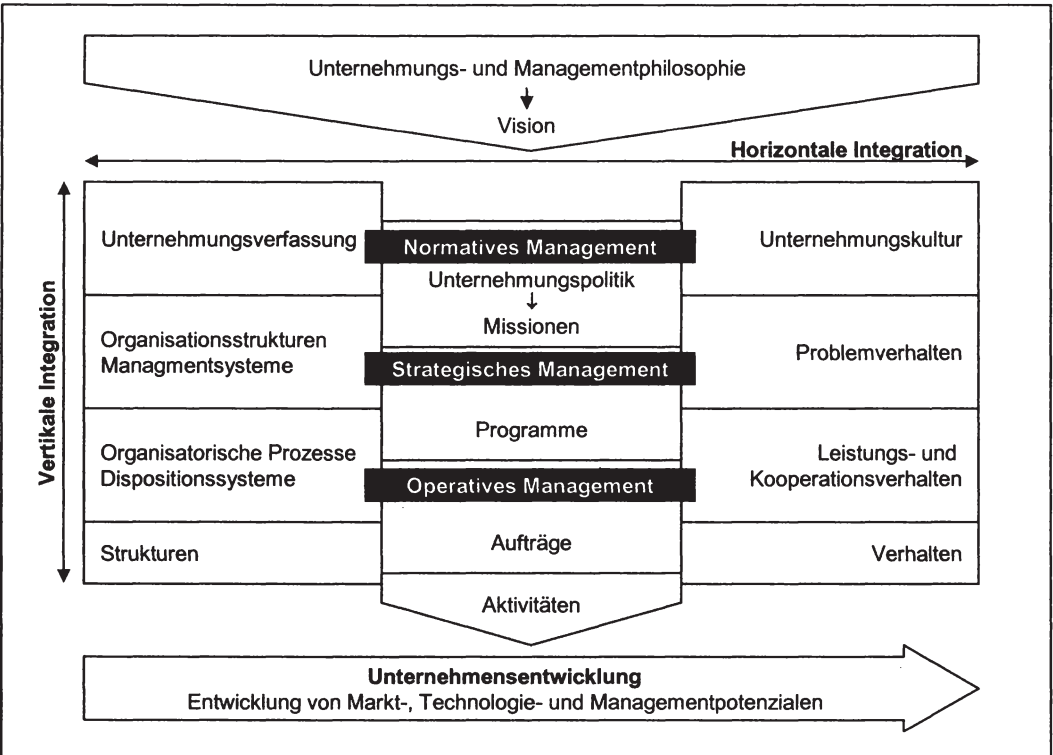 Unternehmungs- und Managementphilosophie
Vision
Horizontale Integration
Vertikale Integration
Unternehmungsverfassung
Normatives Management
Unternehmungskultur
Unternehmungspolitik
Missionen
Organisationsstrukturen
Managmentsysteme
Strategisches Management
Problemverhalten
Programme
Organisatorische Prozesse
Dispositionssysteme
Operatives Management
Leistungs- und
Kooperationsverhalten
Strukturen
Aufträge
Verhalten
Aktivitäten
Unternehmensentwicklung
Entwicklung von Markt-, Technologie- und Managementpotenzialen